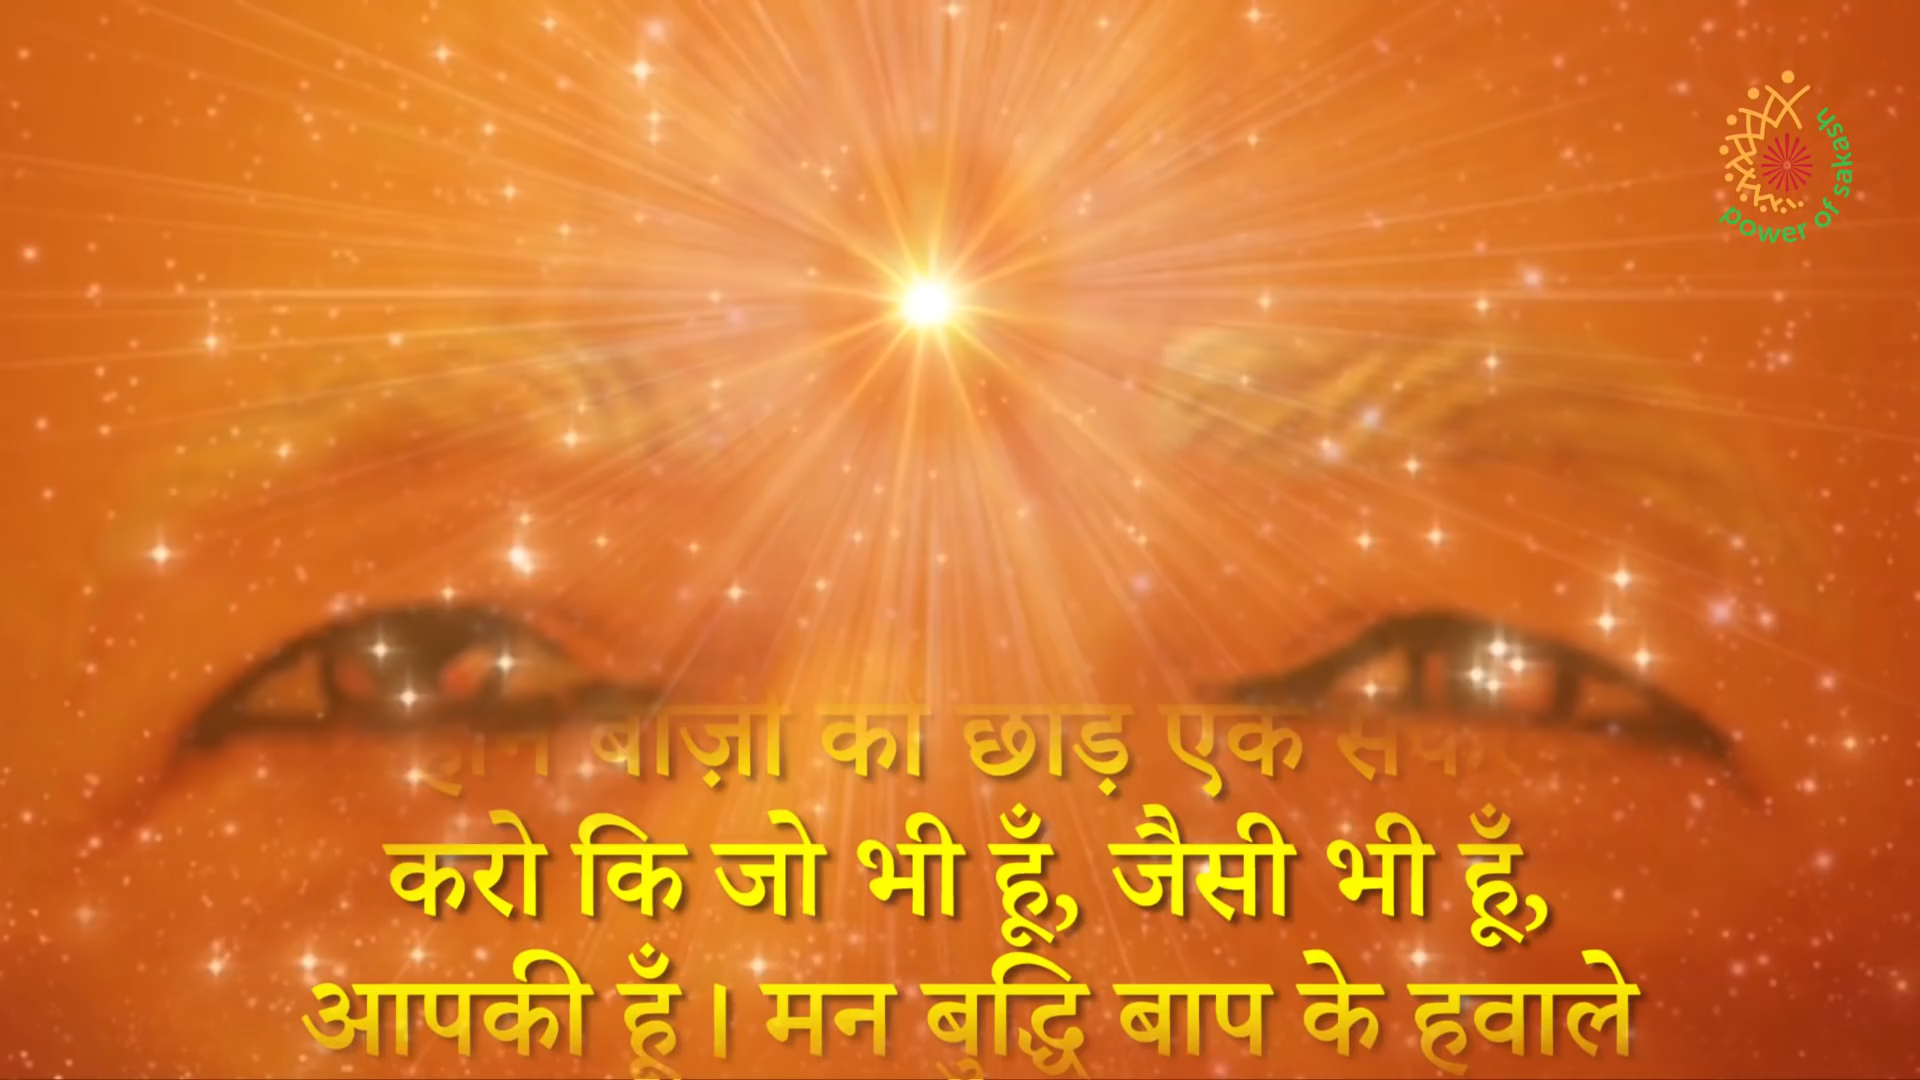 power of sakash
बाज़ी को छोड़ एक
करो कि जो भी हूँ, जैसी भी हूँ,
आपकी हूँ। मन बुद्धि बाप के हवाले